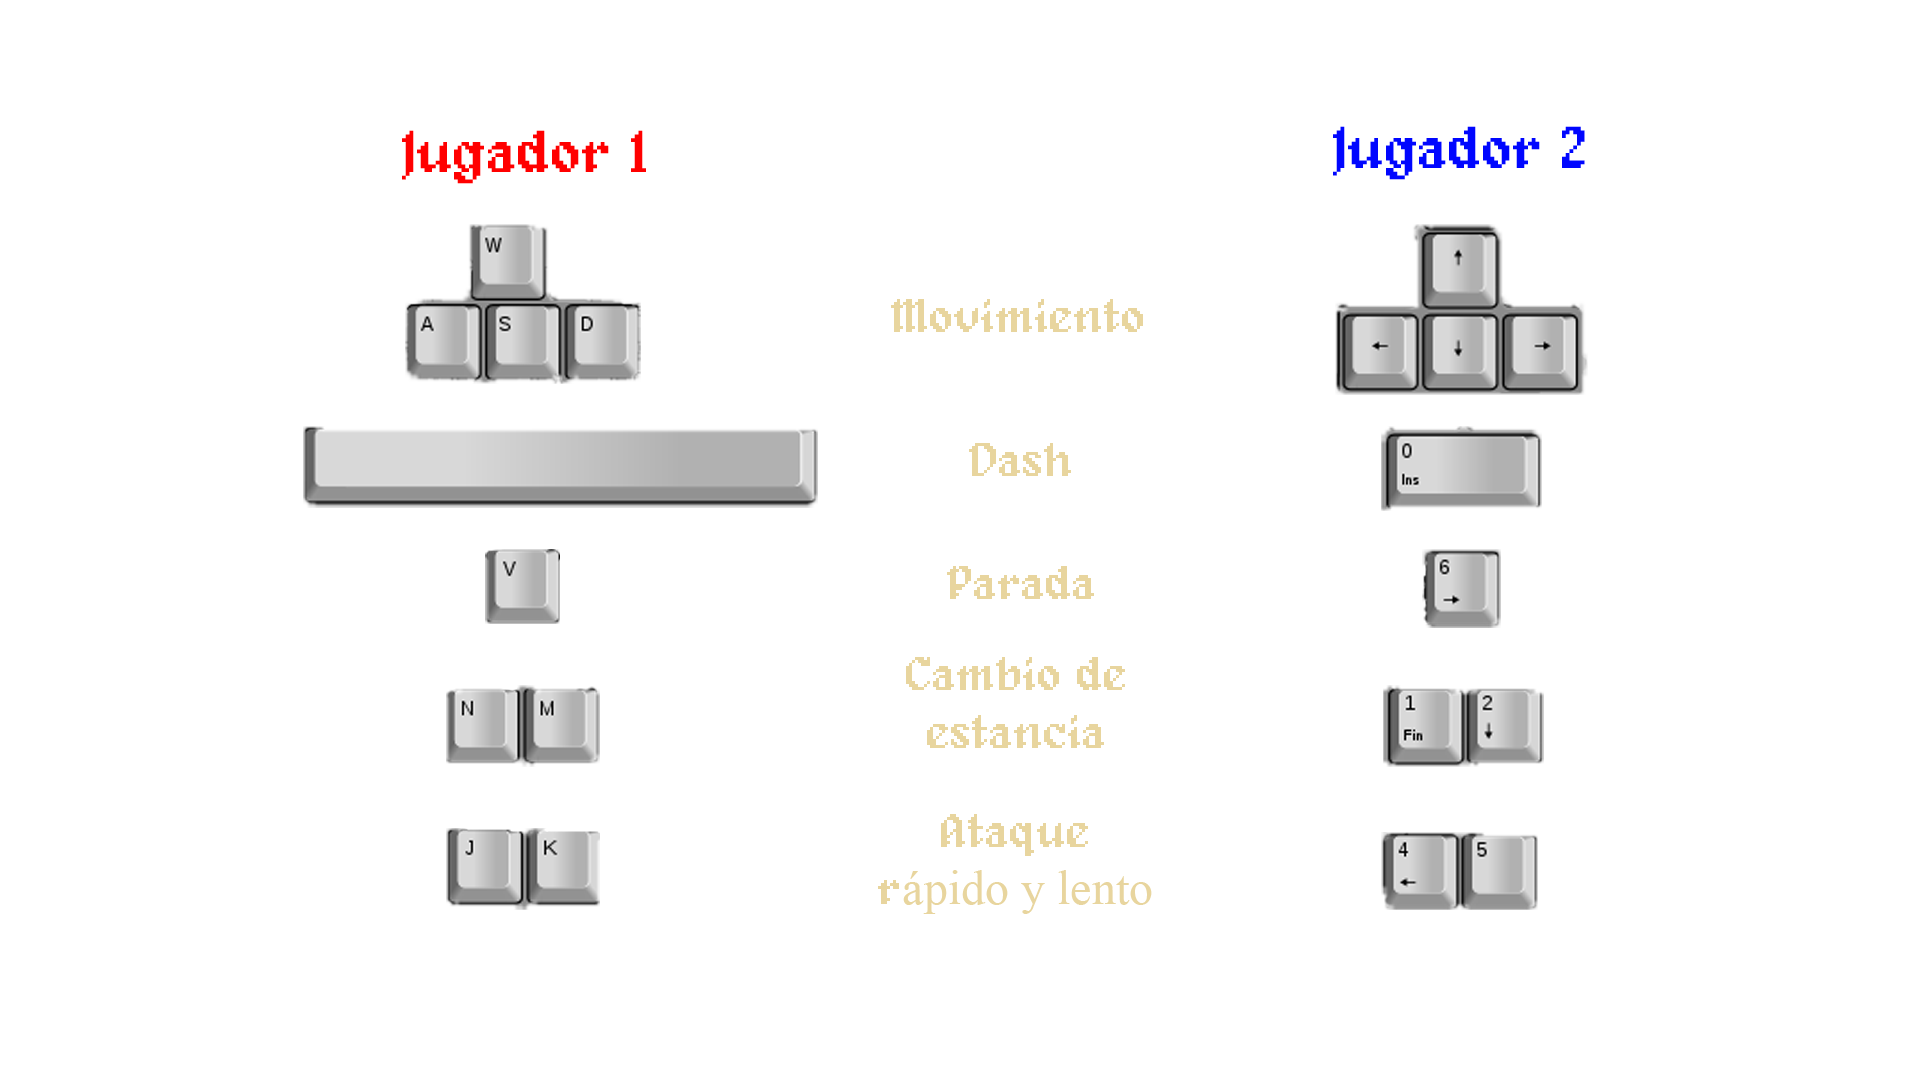 Jugador 1
Jugador 2
W
↑
A S D
Movimiento
← ↓ →
Dash
0
Ins
V
Parada
6
→
Cambio de
estancia
N M
1 2
Fin ↓
Ataque
rápido y lento
J K
4 5
←